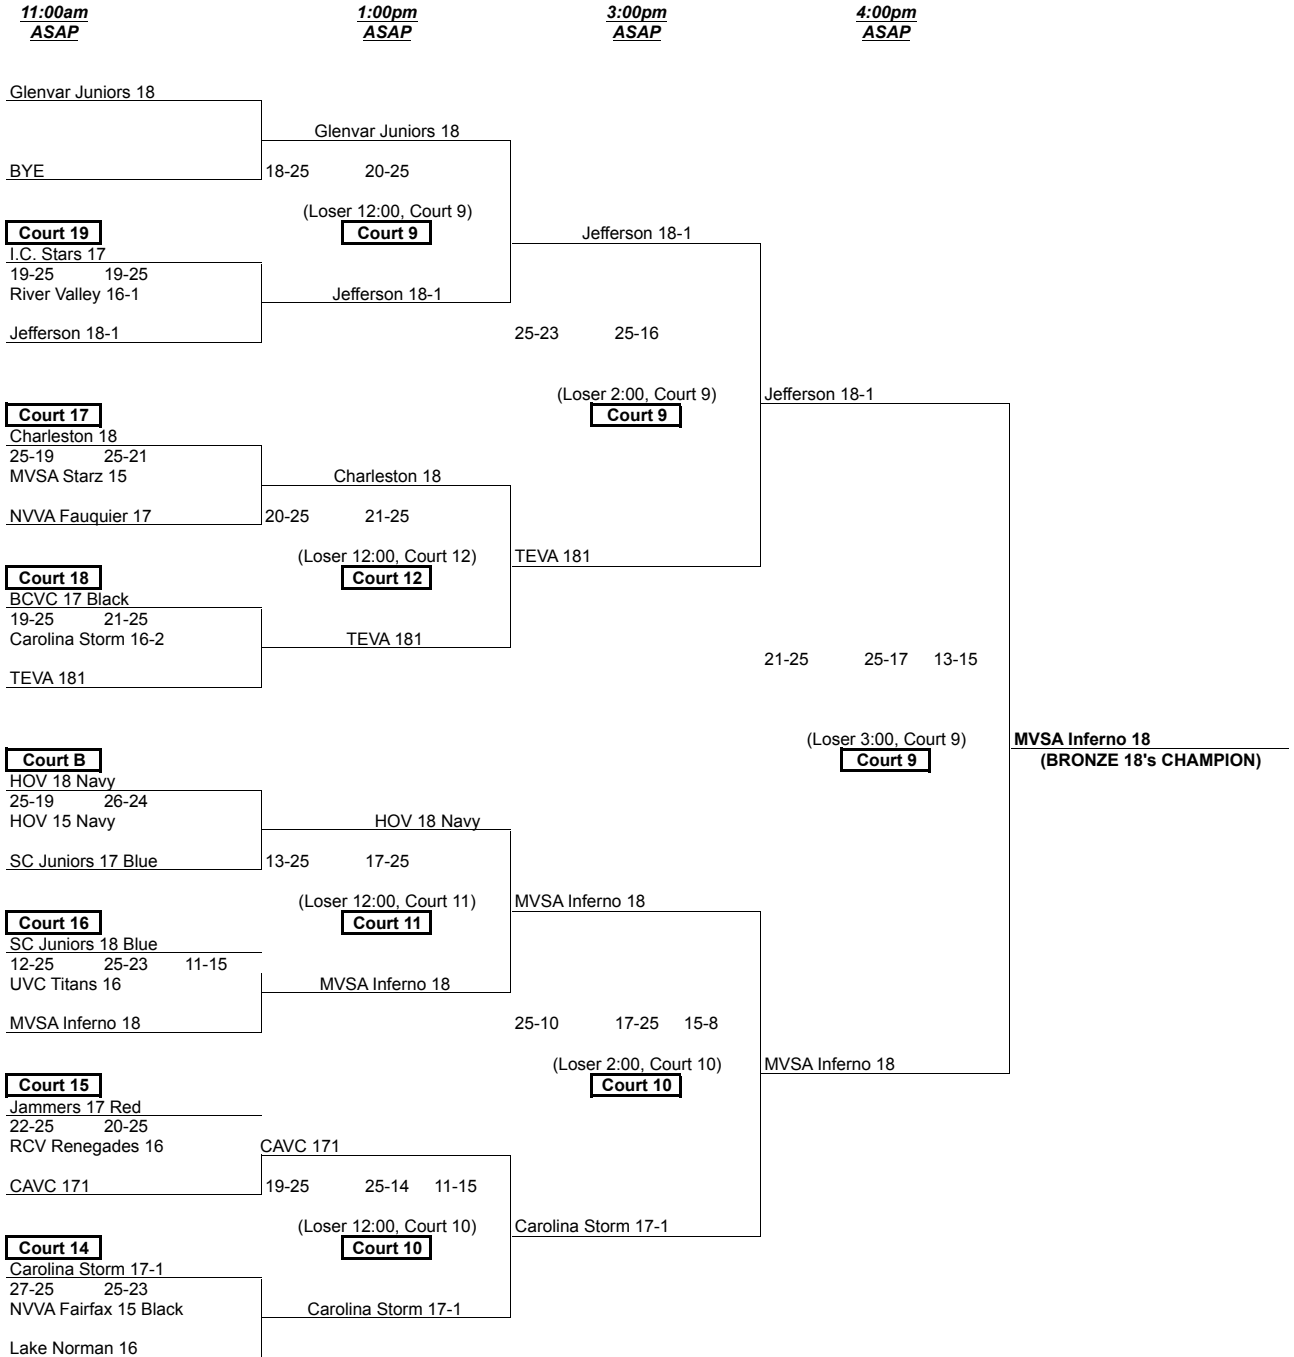 11:00am 1:00pm 3:00pm 4:00pm
ASAP ASAP ASAP ASAP
Glenvar Juniors 18
Glenvar Juniors 18
BYE 18-25 20-25
(Loser 12:00, Court 9)
Court 19 Court 9 Jefferson 18-1
I.C. Stars 17
19-25 19-25
River Valley 16-1 Jefferson 18-1
Jefferson 18-1 25-23 25-16
(Loser 2:00, Court 9) Jefferson 18-1
Court 17 Court 9
Charleston 18
25-19 25-21
MVSA Starz 15 Charleston 18
NVVA Fauquier 17 20-25 21-25
(Loser 12:00, Court 12) TEVA 181
Court 18 Court 12
BCVC 17 Black
19-25 21-25
Carolina Storm 16-2 TEVA 181
21-25 25-17 13-15
TEVA 181
(Loser 3:00, Court 9) MVSA Inferno 18
Court B Court 9 (BRONZE 18's CHAMPION)
HOV 18 Navy
25-19 26-24
HOV 15 Navy HOV 18 Navy
SC Juniors 17 Blue 13-25 17-25
(Loser 12:00, Court 11) MVSA Inferno 18
Court 16 Court 11
SC Juniors 18 Blue
12-25 25-23 11-15
UVC Titans 16 MVSA Inferno 18
MVSA Inferno 18 25-10 17-25 15-8
(Loser 2:00, Court 10) MVSA Inferno 18
Court 15 Court 10
Jammers 17 Red
22-25 20-25
RCV Renegades 16 CAVC 171
CAVC 171 19-25 25-14 11-15
(Loser 12:00, Court 10) Carolina Storm 17-1
Court 14 Court 10
Carolina Storm 17-1
27-25 25-23
NVVA Fairfax 15 Black Carolina Storm 17-1
Lake Norman 16